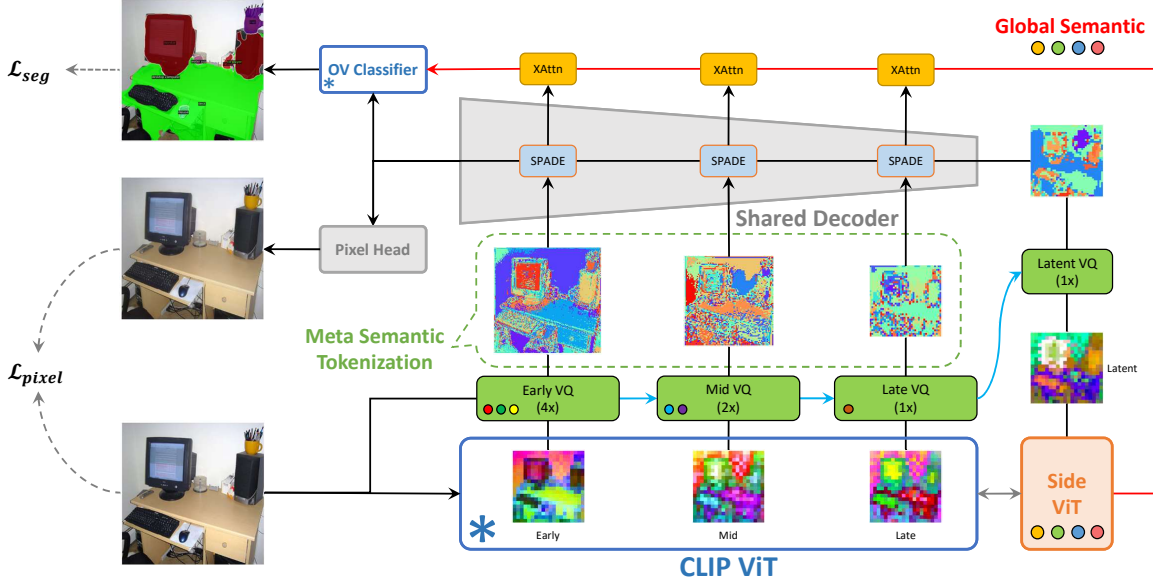 Global Semantic
ℒ_seg
OV Classifier
*
XAttn
XAttn
XAttn
SPADE
SPADE
SPADE
Shared Decoder
Pixel Head
Latent VQ
(1x)
Meta Semantic
Tokenization
ℒ_pixel
Latent
Early VQ
(4x)
Mid VQ
(2x)
Late VQ
(1x)
Side
ViT
*
Early
Mid
Late
CLIP ViT